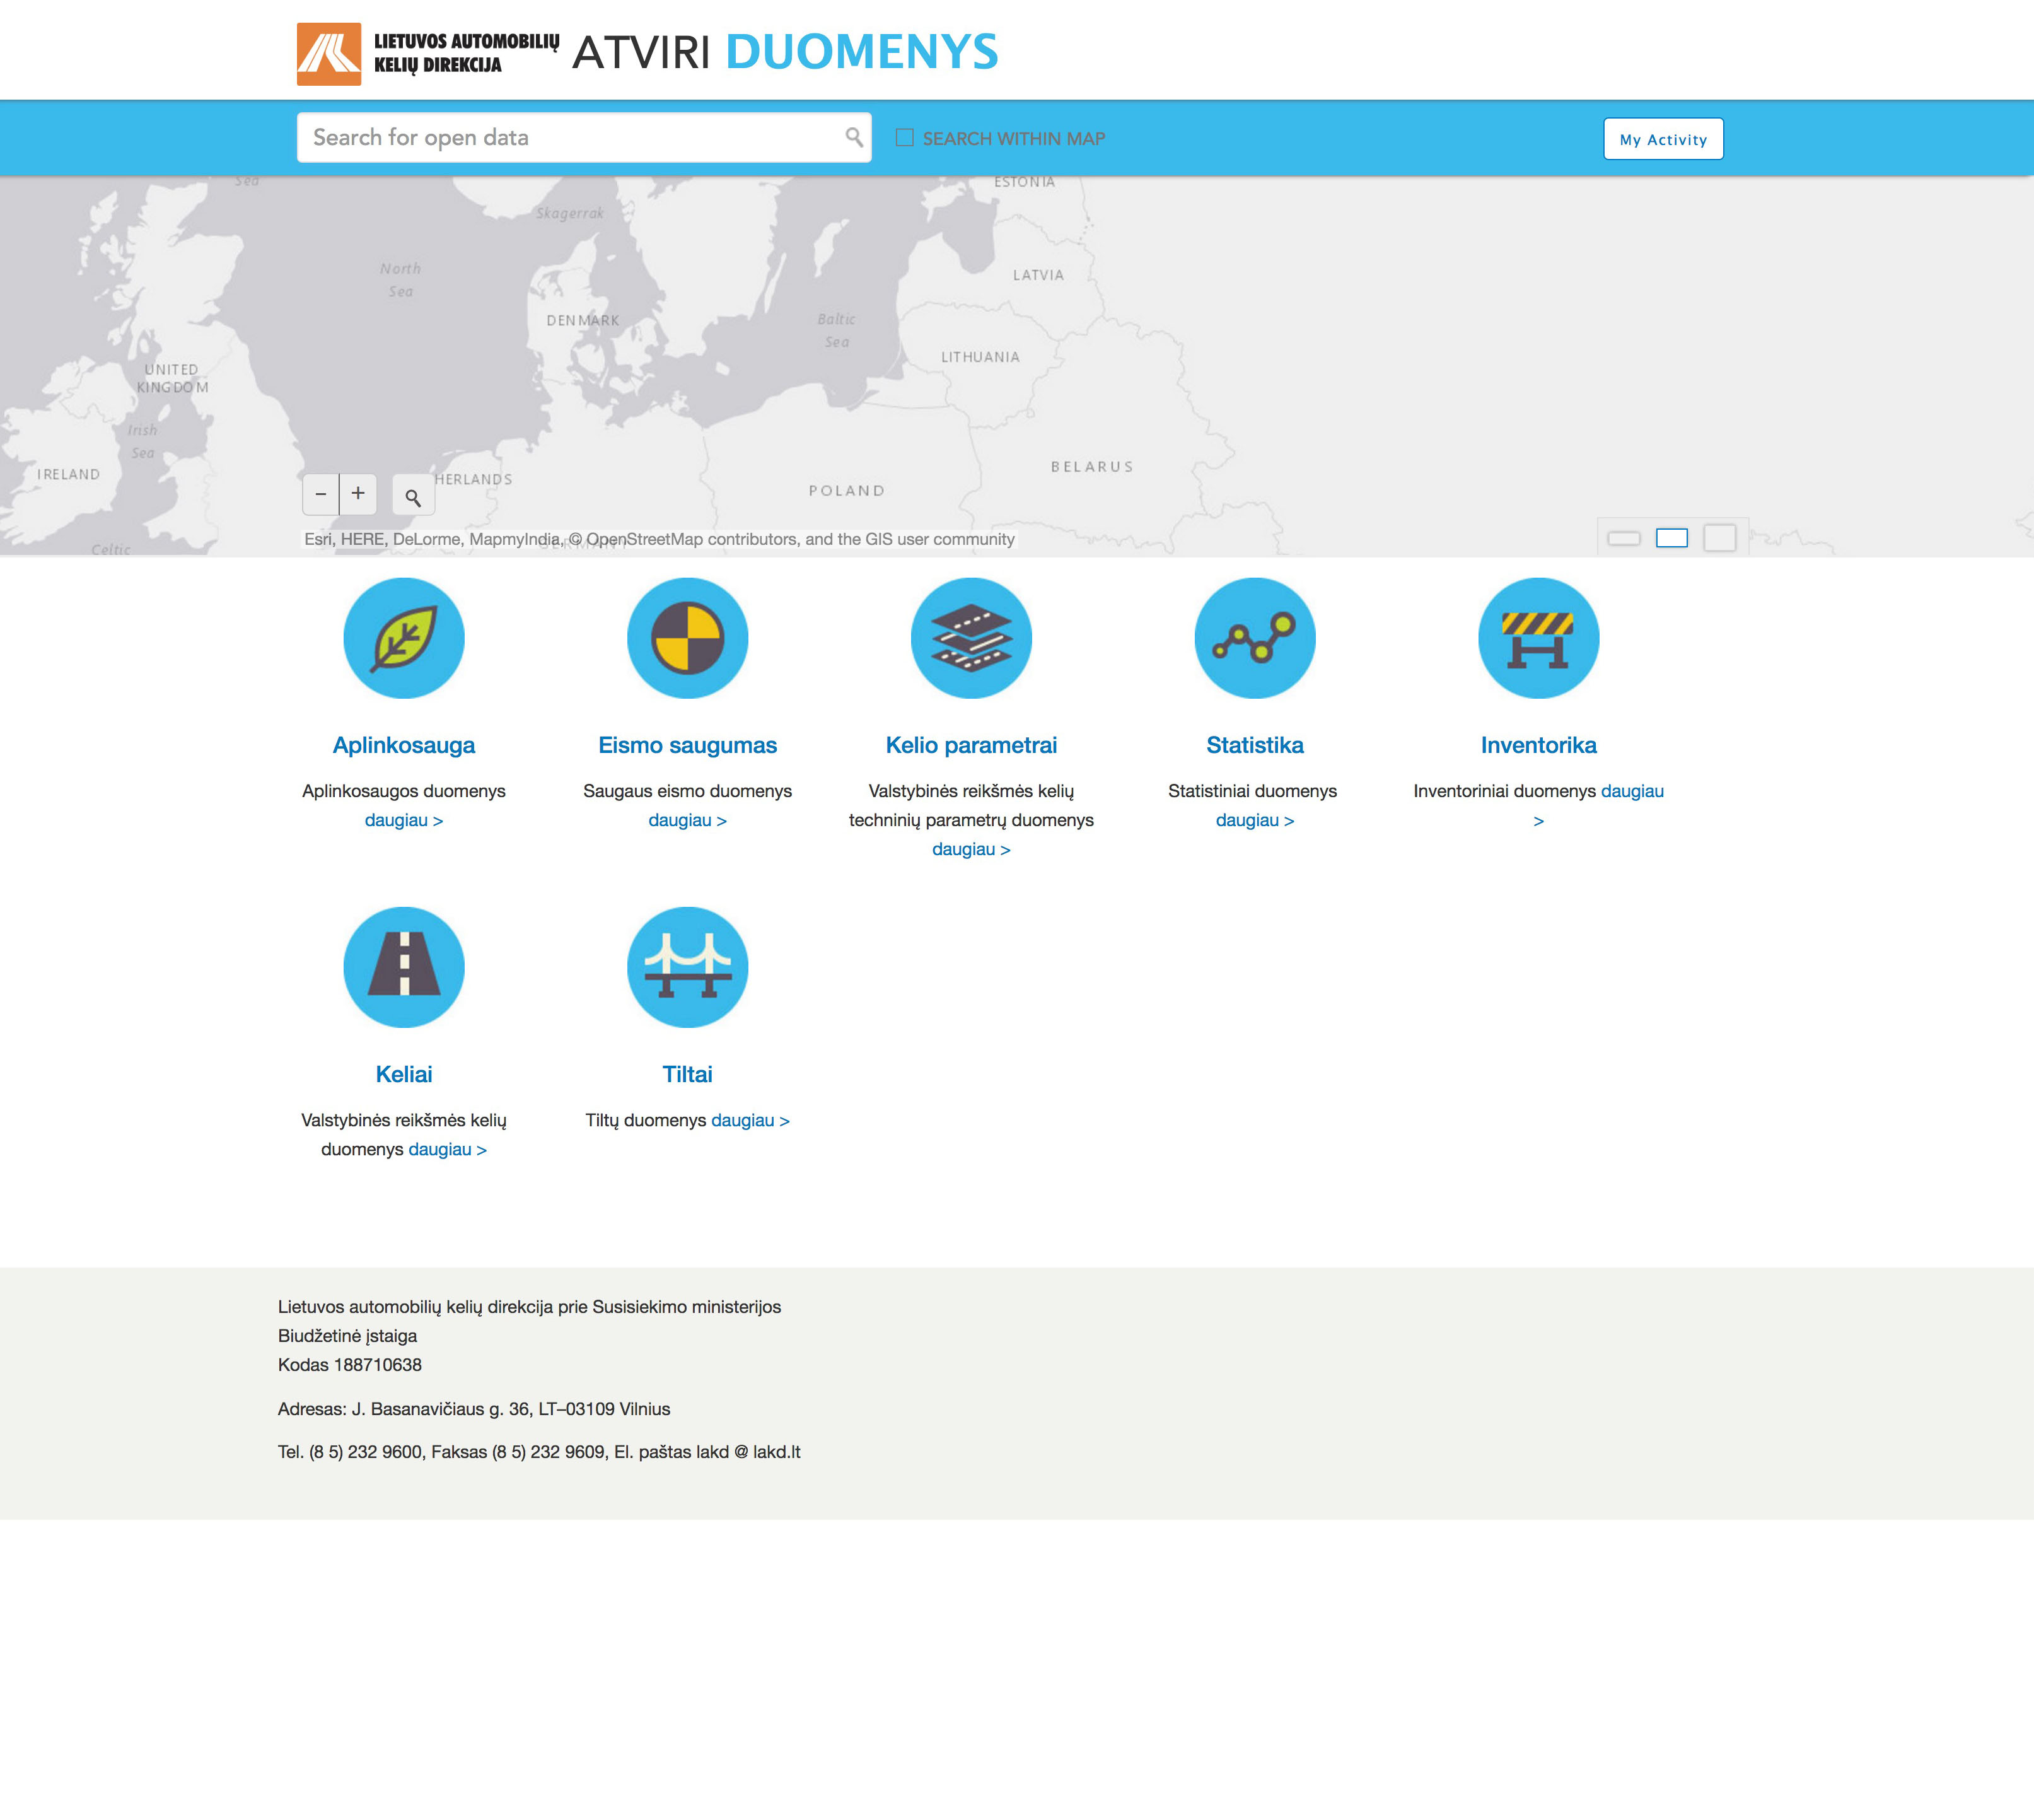 LIETUVOS AUTOMOBILIŲ
KELIŲ DIREKCIJA
ATVIRI DUOMENYS
Search for open data
SEARCH WITHIN MAP
My Activity
Sea
ESTONIA
Skagerrak
North
Sea
LATVIA
DENMARK
Baltic
Sea
LITHUANIA
UNITED
KINGDOM
Irish
Sea
IRELAND
BELARUS
HERLANDS
POLAND
− +
Celtic
GERMANY
Esri, HERE, DeLorme, MapmyIndia, © OpenStreetMap contributors, and the GIS user community
Aplinkosauga
Aplinkosaugos duomenys
daugiau >
Eismo saugumas
Saugaus eismo duomenys
daugiau >
Kelio parametrai
Valstybinės reikšmės kelių
techninių parametrų duomenys
daugiau >
Statistika
Statistiniai duomenys
daugiau >
Inventorika
Inventoriniai duomenys daugiau
>
Keliai
Valstybinės reikšmės kelių
duomenys daugiau >
Tiltai
Tiltų duomenys daugiau >
Lietuvos automobilių kelių direkcija prie Susisiekimo ministerijos
Biudžetinė įstaiga
Kodas 188710638
Adresas: J. Basanavičiaus g. 36, LT–03109 Vilnius
Tel. (8 5) 232 9600, Faksas (8 5) 232 9609, El. paštas lakd @ lakd.lt